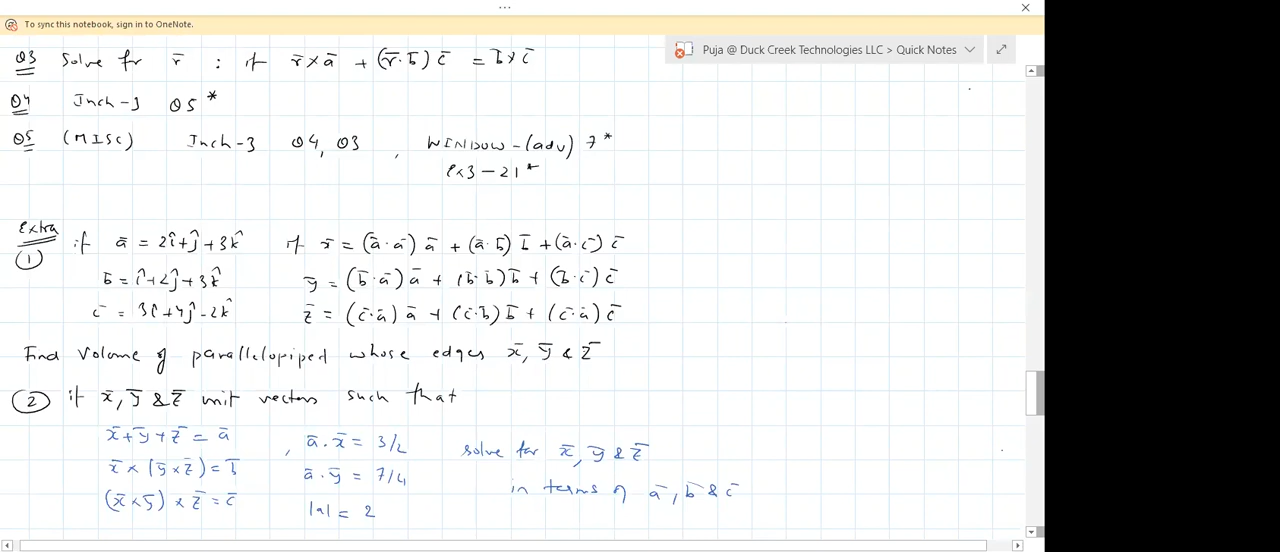 To sync this notebook, sign in to OneNote.
Puja @ Duck Creek Technologies LLC > Quick Notes
Q3 Solve for r̄ : if r̄×ā + (r̄·b̄) c̄ = b̄×c̄
Q4 Inch-3 Q5*
Q5 (MISC) Inch-3 Q4, Q3 , WINDOW-(adv) 7*
ex3-21*
Extra
(1) if ā = 2î+ĵ+3k̂ if x̄ = (ā·ā) ā + (ā·b̄) b̄ + (ā·c̄) c̄
b̄ = î+2ĵ+3k̂ ȳ = (b̄·ā) ā + (b̄·b̄) b̄ + (b̄·c̄) c̄
c̄ = 3î+4ĵ-2k̂ z̄ = (c̄·ā) ā + (c̄·b̄) b̄ + (c̄·ā) c̄
Find Volume of parallelopiped whose edges x̄, ȳ & z̄
(2) if x̄, ȳ & z̄ unit vectors such that
x̄+ȳ+z̄ = ā , ā·x̄ = 3/2 solve for x̄, ȳ & z̄
x̄ × (ȳ×z̄) = b̄ ā·ȳ = 7/4 in terms of ā, b̄ & c̄
(x̄×ȳ) × z̄ = c̄ |a| = 2